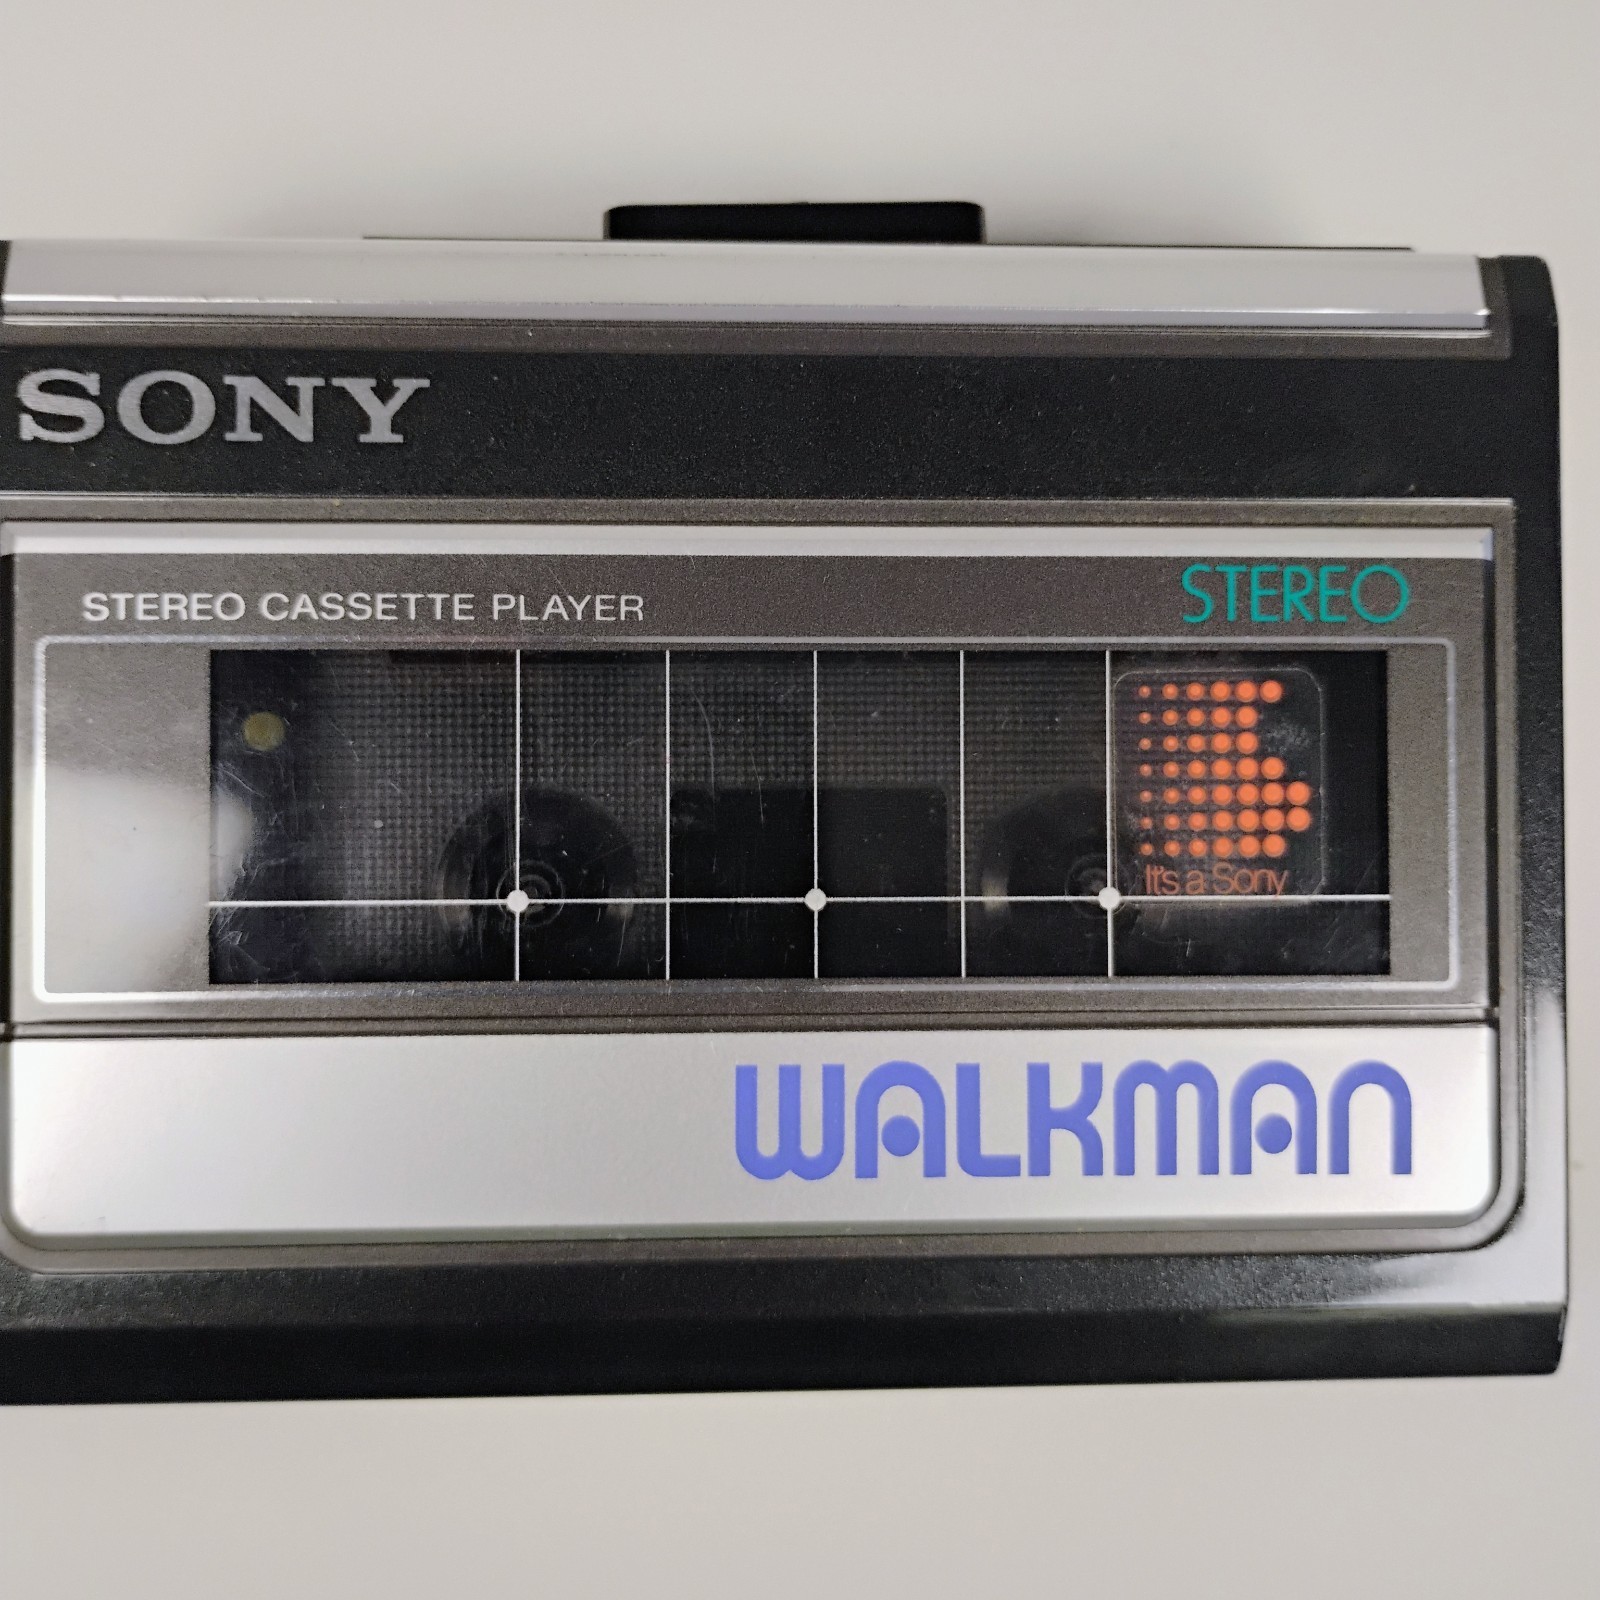 SONY
STEREO CASSETTE PLAYER
STEREO
It's a Sony
WALKMAN